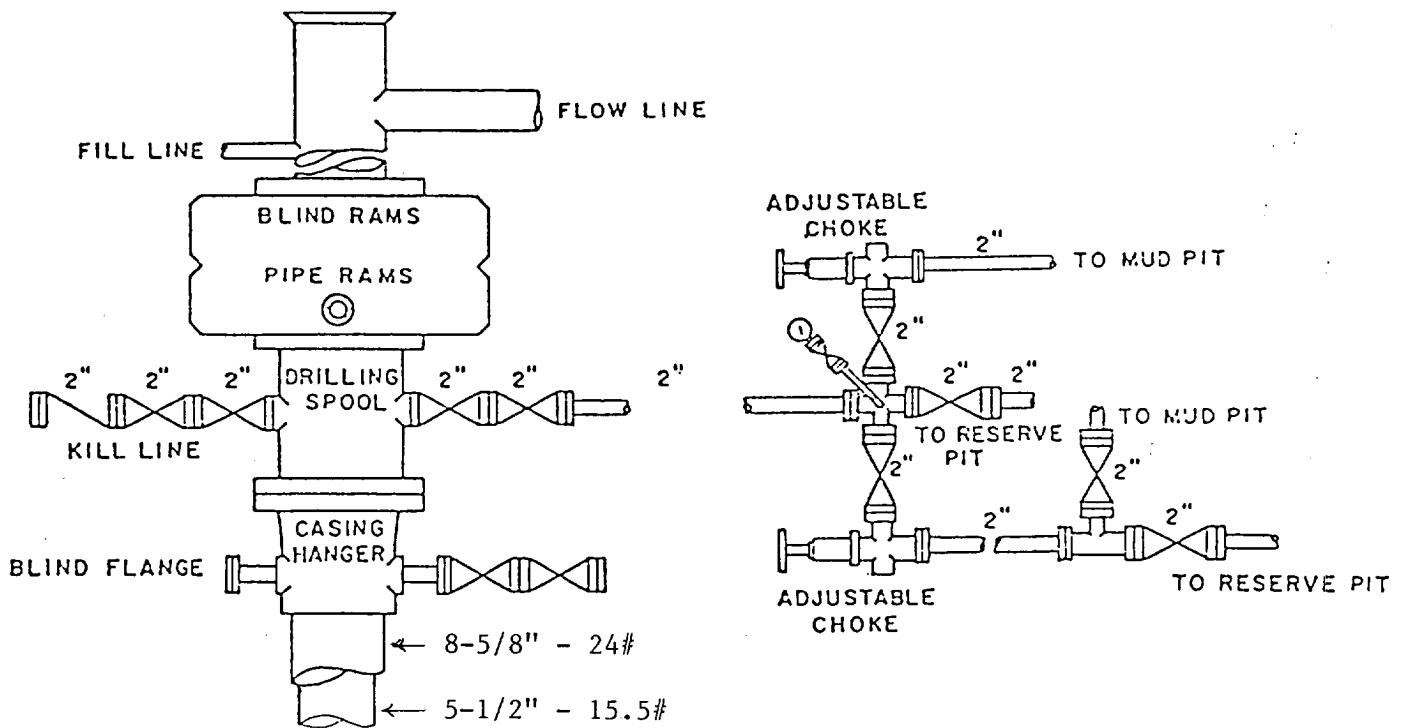 FLOW LINE
FILL LINE
BLIND RAMS
PIPE RAMS
2" 2" 2" DRILLING SPOOL 2" 2" 2"
KILL LINE
CASING
HANGER
BLIND FLANGE
8-5/8" - 24#
5-1/2" - 15.5#
ADJUSTABLE
CHOKE
2"
TO MUD PIT
2"
2" 2"
TO RESERVE
PIT
TO MUD PIT
2"
2"
2"
2"
TO RESERVE PIT
ADJUSTABLE
CHOKE